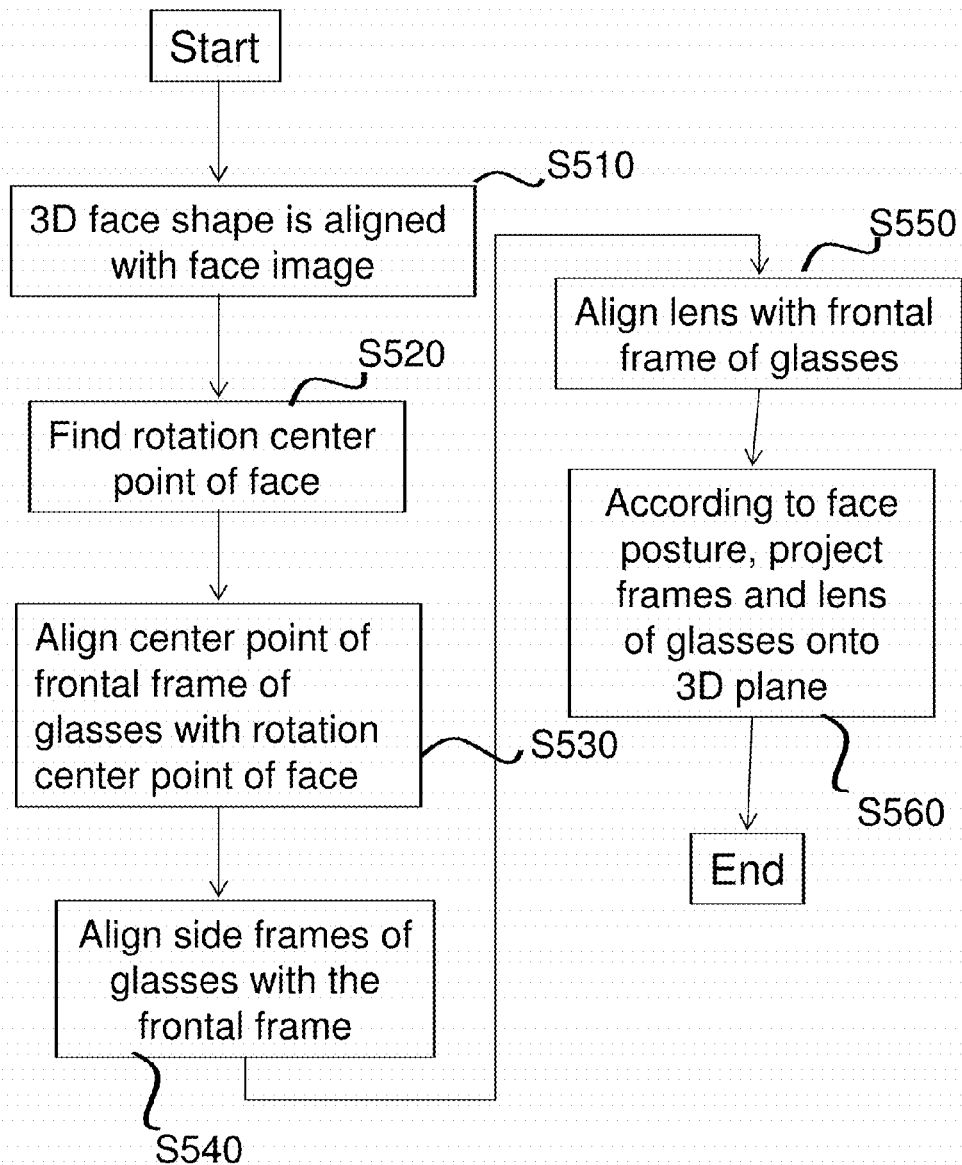 Start
S510
3D face shape is aligned
with face image
S520
Find rotation center
point of face
Align center point of
frontal frame of
glasses with rotation
center point of face
S530
Align side frames of
glasses with the
frontal frame
S540
S550
Align lens with frontal
frame of glasses
According to face
posture, project
frames and lens
of glasses onto
3D plane
S560
End